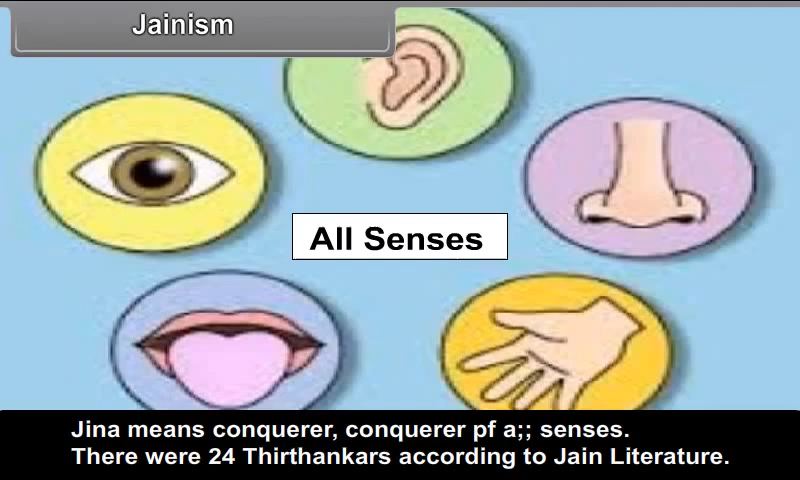 Jainism
All Senses
Jina means conquerer, conquerer pf a;; senses.
There were 24 Thirthankars according to Jain Literature.